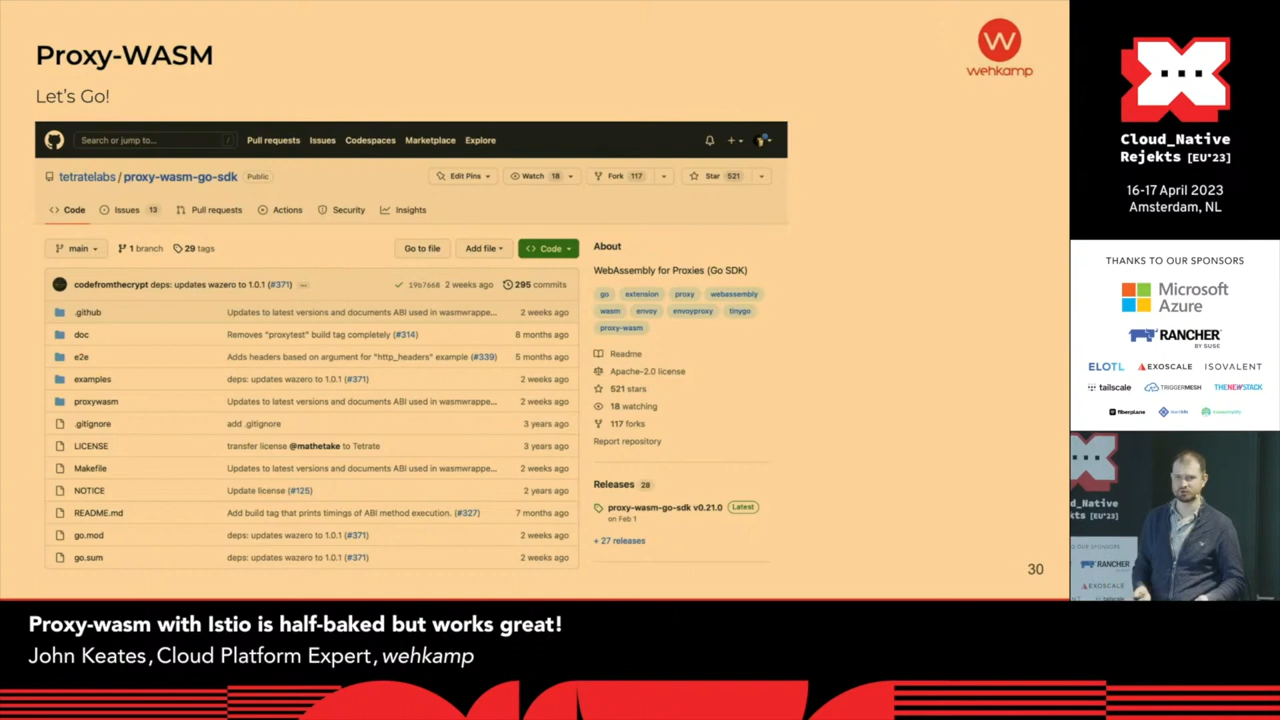 Proxy-WASM
Let's Go!
wehkamp
Search or jump to... /
Pull requests Issues Codespaces Marketplace Explore
tetratelabs / proxy-wasm-go-sdk Public
Edit Pins Watch 18 Fork 117 Star 521
Code Issues 13 Pull requests Actions Security Insights
main 1 branch 29 tags Go to file Add file Code
codefromthecrypt deps: updates wazero to 1.0.1 (#371) ... 19b7668 2 weeks ago 295 commits
.github Updates to latest versions and documents ABI used in wasmwrappe... 2 weeks ago
doc Removes "proxytest" build tag completely (#314) 8 months ago
e2e Adds headers based on argument for "http_headers" example (#339) 5 months ago
examples deps: updates wazero to 1.0.1 (#371) 2 weeks ago
proxywasm Updates to latest versions and documents ABI used in wasmwrappe... 2 weeks ago
.gitignore add .gitignore 3 years ago
LICENSE transfer license @mathetake to Tetrate 3 years ago
Makefile Updates to latest versions and documents ABI used in wasmwrappe... 2 weeks ago
NOTICE Update license (#125) 2 years ago
README.md Add build tag that prints timings of ABI method execution. (#327) 7 months ago
go.mod deps: updates wazero to 1.0.1 (#371) 2 weeks ago
go.sum deps: updates wazero to 1.0.1 (#371) 2 weeks ago
About
WebAssembly for Proxies (Go SDK)
go extension proxy webassembly
wasm envoy envoyproxy tinygo
proxy-wasm
Readme
Apache-2.0 license
521 stars
18 watching
117 forks
Report repository
Releases 28
proxy-wasm-go-sdk v0.21.0 Latest
on Feb 1
+ 27 releases
30
Cloud_Native
Rejekts [EU'23]
16-17 April 2023
Amsterdam, NL
THANKS TO OUR SPONSORS
Microsoft
Azure
RANCHER
BY SUSE
ELOTL EXOSCALE ISOVALENT
tailscale TRIGGERMESH THENEWSTACK
fiberplane
RANCHER
EXOSCALE
Proxy-wasm with Istio is half-baked but works great!
John Keates, Cloud Platform Expert, wehkamp